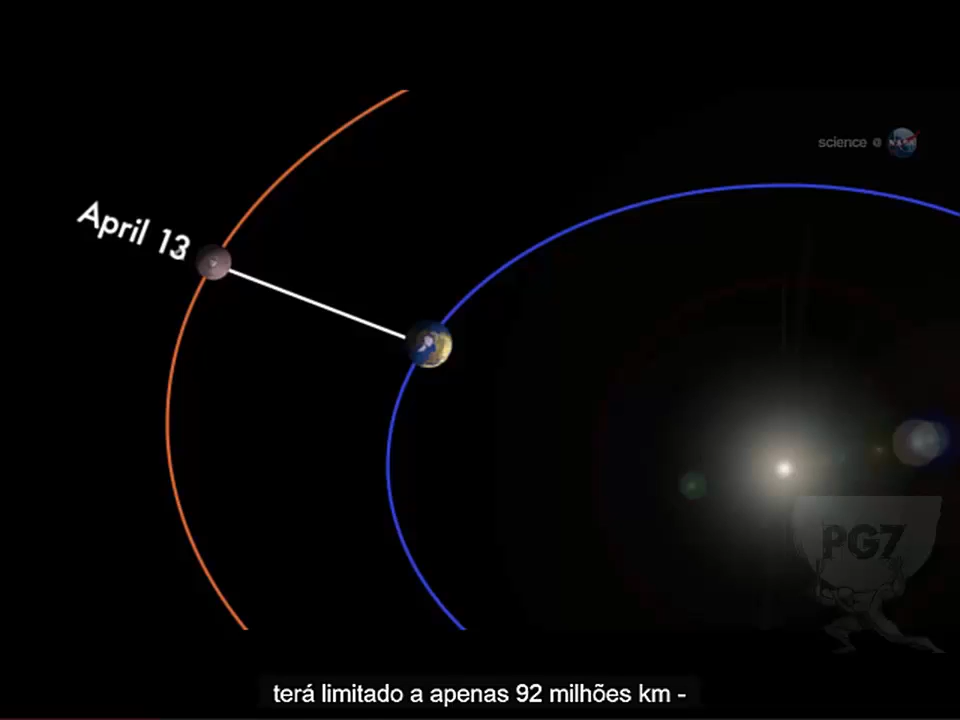 science @ NASA
April 13
PG7
terá limitado a apenas 92 milhões km -